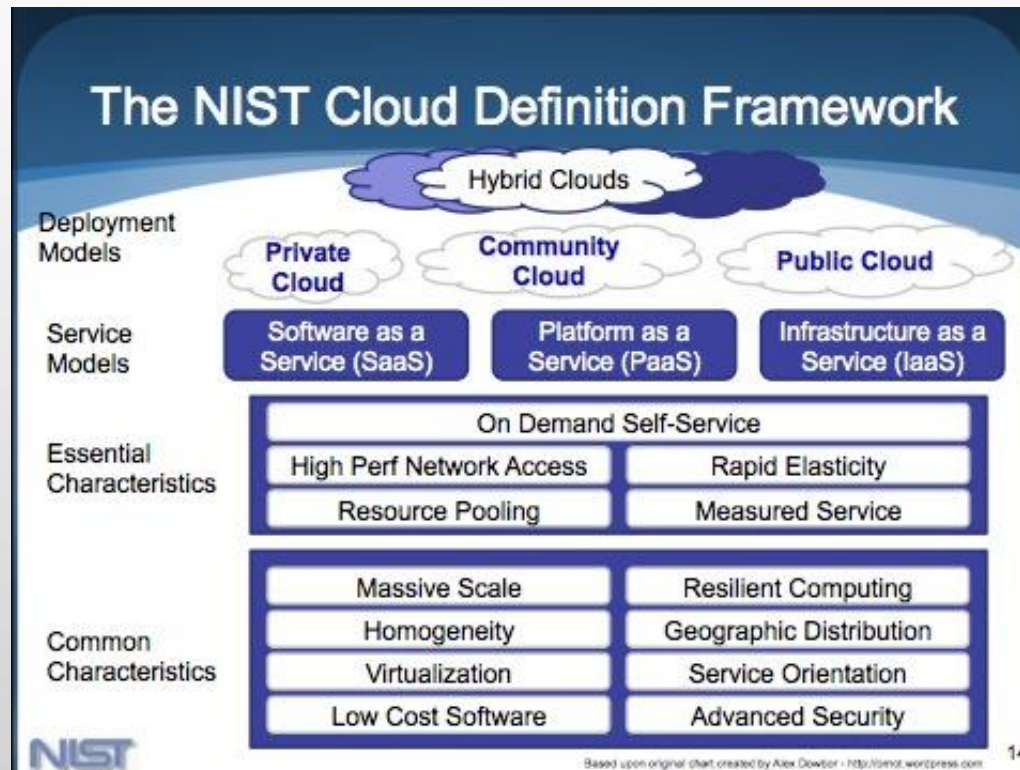 The NIST Cloud Definition Framework
Hybrid Clouds
Deployment
Models
Private
Cloud
Community
Cloud
Public Cloud
Service
Models
Software as a
Service (SaaS)
Platform as a
Service (PaaS)
Infrastructure as a
Service (IaaS)
Essential
Characteristics
On Demand Self-Service
High Perf Network Access
Rapid Elasticity
Resource Pooling
Measured Service
Common
Characteristics
Massive Scale
Resilient Computing
Homogeneity
Geographic Distribution
Virtualization
Service Orientation
Low Cost Software
Advanced Security
NIST
Based upon original chart created by Alex Dowbor -
14